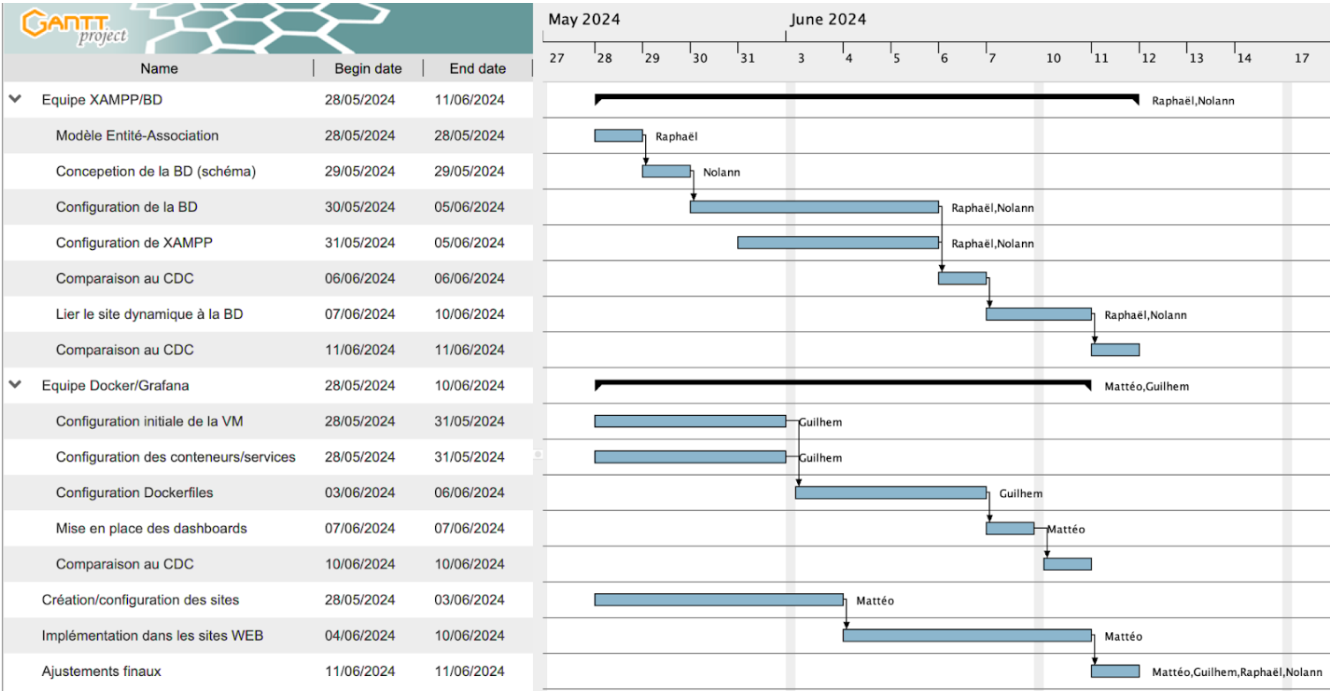 GANTT
project
May 2024 June 2024
27 28 29 30 31 3 4 5 6 7 10 11 12 13 14 17
Name Begin date End date
Equipe XAMPP/BD 28/05/2024 11/06/2024 Raphaël,Nolann
Modèle Entité-Association 28/05/2024 28/05/2024 Raphaël
Concepetion de la BD (schéma) 29/05/2024 29/05/2024 Nolann
Configuration de la BD 30/05/2024 05/06/2024 Raphaël,Nolann
Configuration de XAMPP 31/05/2024 05/06/2024 Raphaël,Nolann
Comparaison au CDC 06/06/2024 06/06/2024
Lier le site dynamique à la BD 07/06/2024 10/06/2024 Raphaël,Nolann
Comparaison au CDC 11/06/2024 11/06/2024
Equipe Docker/Grafana 28/05/2024 10/06/2024 Mattéo,Guilhem
Configuration initiale de la VM 28/05/2024 31/05/2024 Guilhem
Configuration des conteneurs/services 28/05/2024 31/05/2024 Guilhem
Configuration Dockerfiles 03/06/2024 06/06/2024 Guilhem
Mise en place des dashboards 07/06/2024 07/06/2024 Mattéo
Comparaison au CDC 10/06/2024 10/06/2024
Création/configuration des sites 28/05/2024 03/06/2024 Mattéo
Implémentation dans les sites WEB 04/06/2024 10/06/2024 Mattéo
Ajustements finaux 11/06/2024 11/06/2024 Mattéo,Guilhem,Raphaël,Nolann